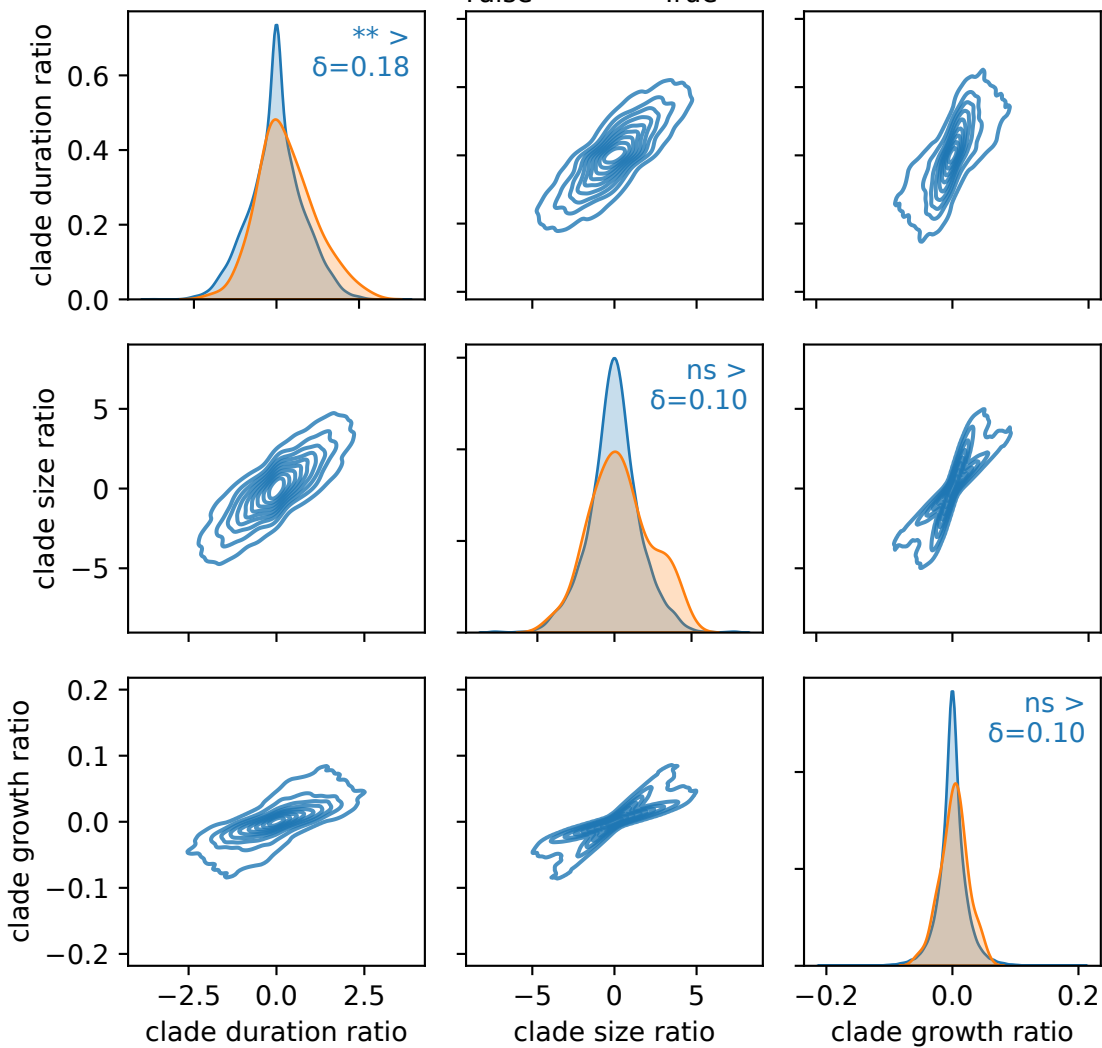 ** >
δ=0.18
clade duration ratio
0.6
0.4
0.2
0.0
ns >
δ=0.10
clade size ratio
5
0
−5
ns >
δ=0.10
clade growth ratio
0.2
0.1
0.0
−0.1
−0.2
−2.5 0.0 2.5
−5 0 5
−0.2 0.0 0.2
clade duration ratio
clade size ratio
clade growth ratio